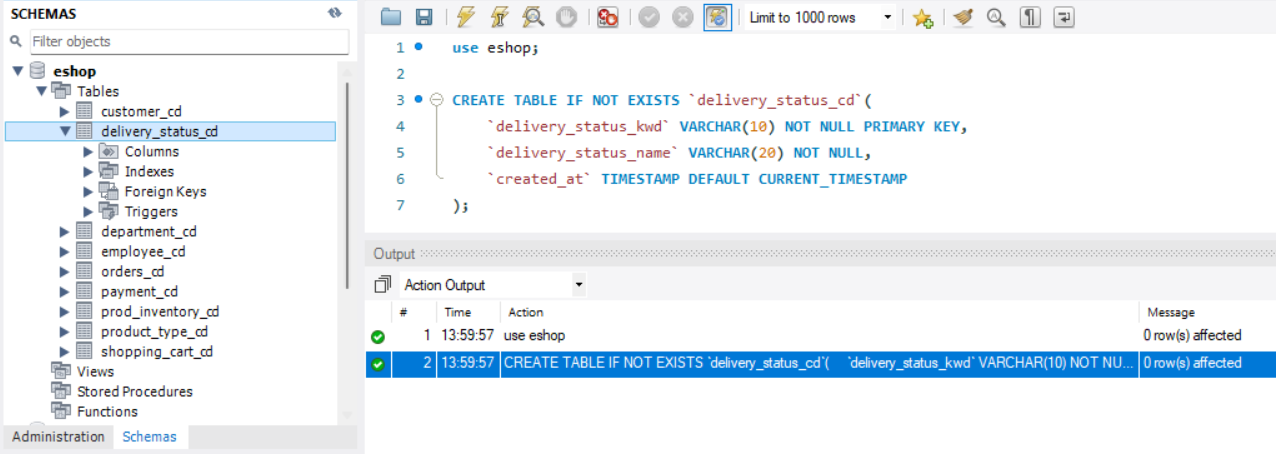 SCHEMAS
Filter objects
eshop
Tables
customer_cd
delivery_status_cd
Columns
Indexes
Foreign Keys
Triggers
department_cd
employee_cd
orders_cd
payment_cd
prod_inventory_cd
product_type_cd
shopping_cart_cd
Views
Stored Procedures
Functions
Administration Schemas
Limit to 1000 rows
1 use eshop;
2
3 CREATE TABLE IF NOT EXISTS `delivery_status_cd`(
4 `delivery_status_kwd` VARCHAR(10) NOT NULL PRIMARY KEY,
5 `delivery_status_name` VARCHAR(20) NOT NULL,
6 `created_at` TIMESTAMP DEFAULT CURRENT_TIMESTAMP
7 );
Output
Action Output
# Time Action Message
1 13:59:57 use eshop 0 row(s) affected
2 13:59:57 CREATE TABLE IF NOT EXISTS `delivery_status_cd`( `delivery_status_kwd` VARCHAR(10) NOT NU... 0 row(s) affected